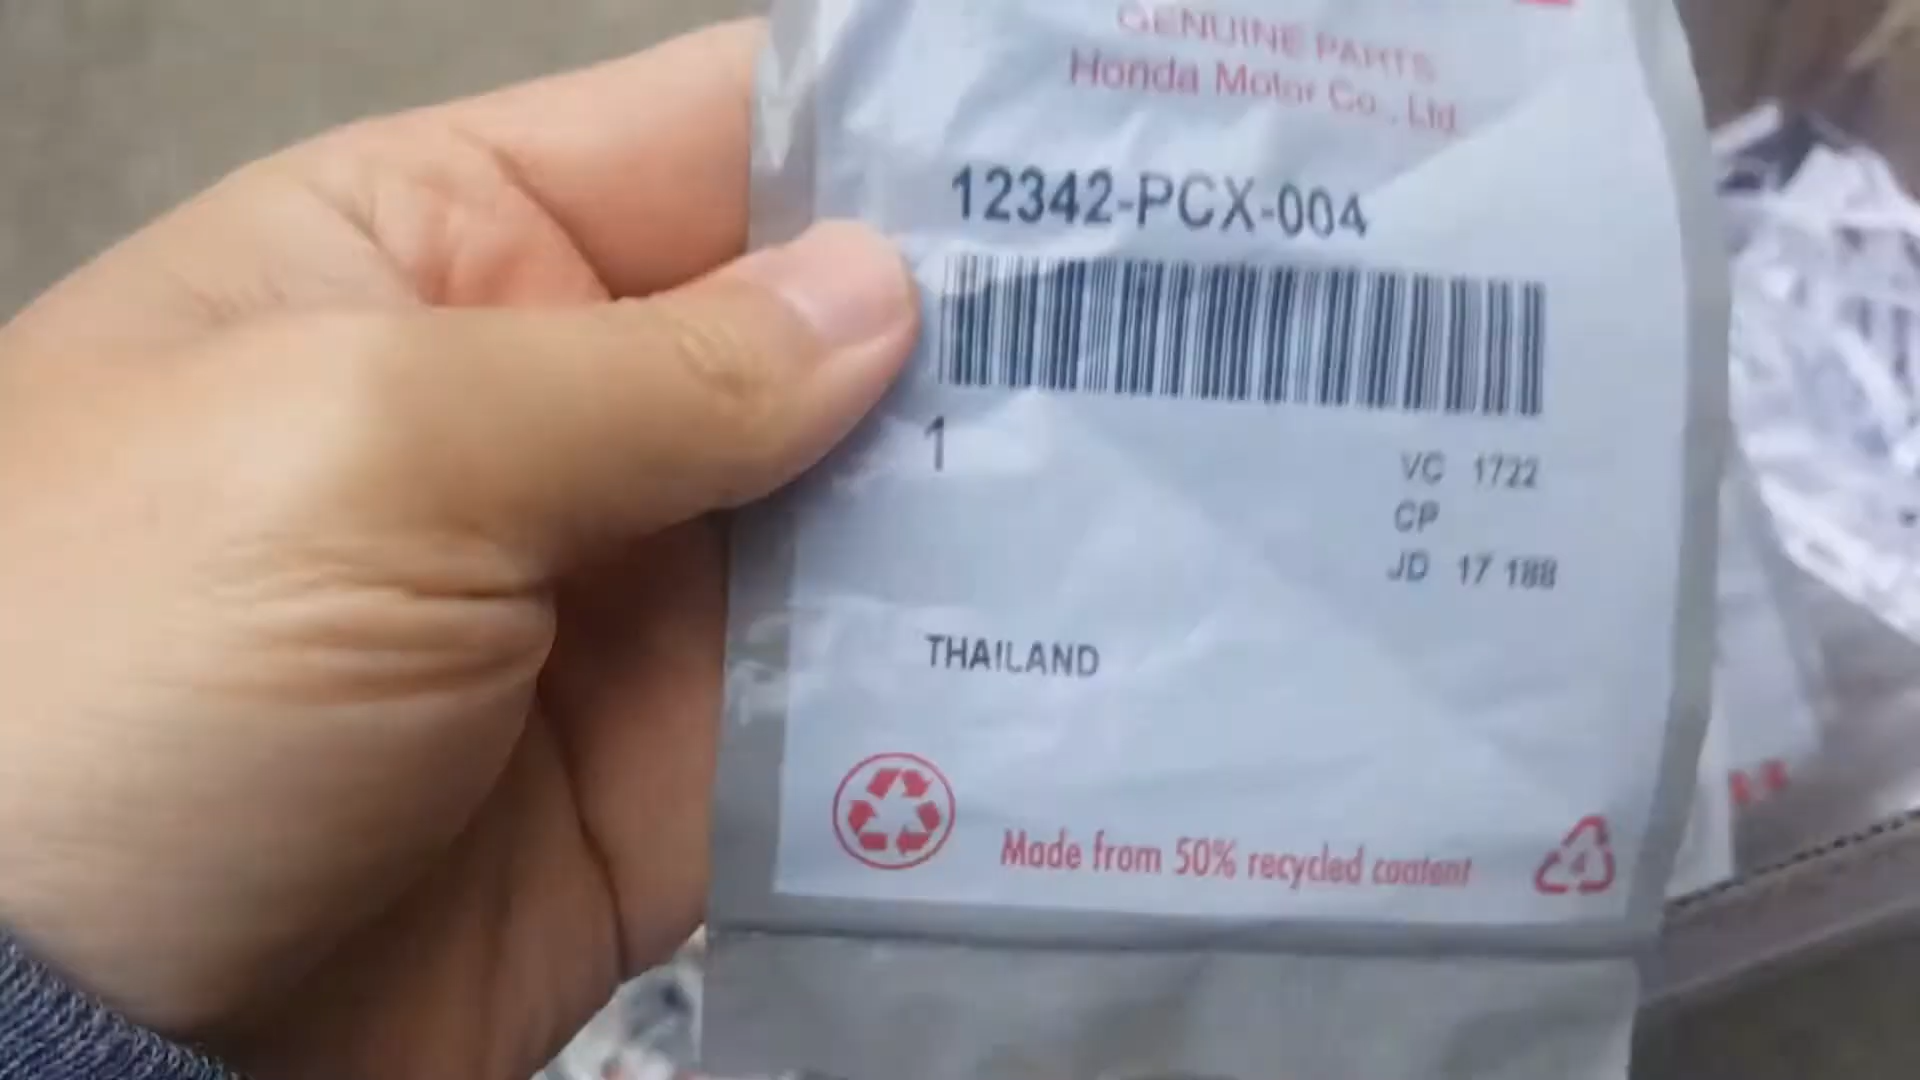 GENUINE PARTS
Honda Motor Co., Ltd.
12342-PCX-004
1
VC 1722
CP
JD 17 188
THAILAND
Made from 50% recycled content
4